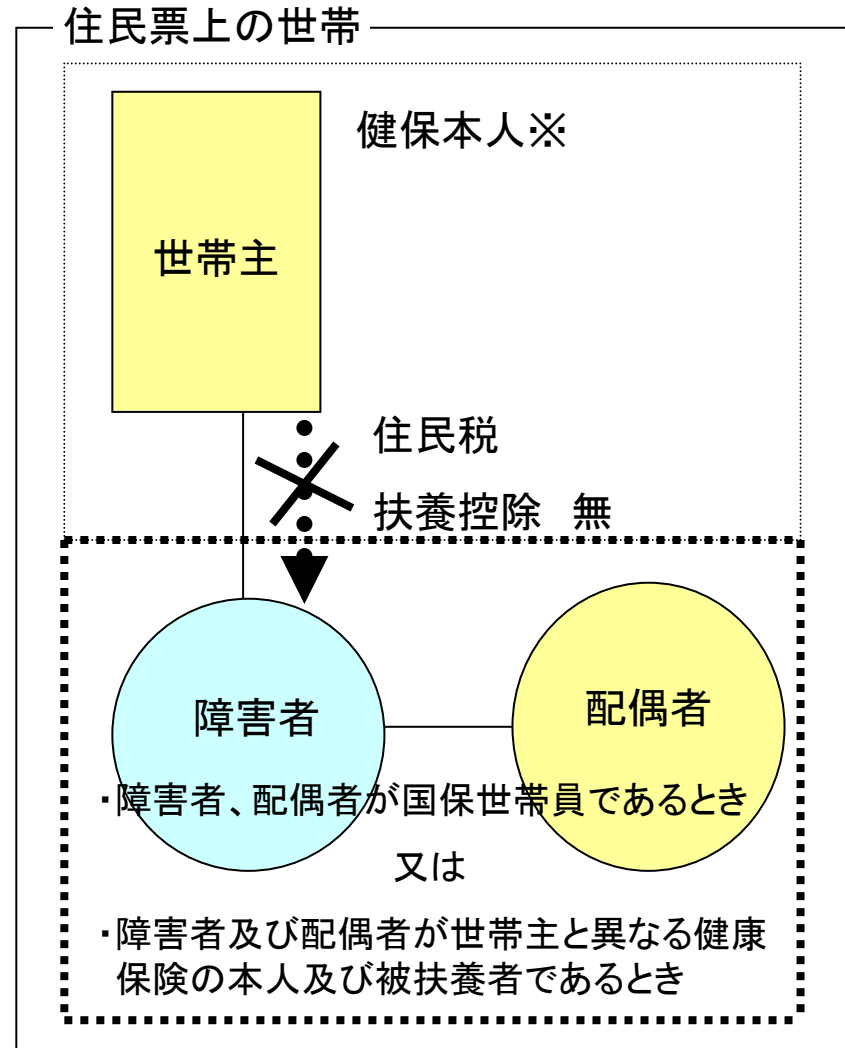 住民票上の世帯
健保本人※
世帯主
住民税
扶養控除　無
障害者
配偶者
・障害者、配偶者が国保世帯員であるとき
又は
・障害者及び配偶者が世帯主と異なる健康
保険の本人及び被扶養者であるとき